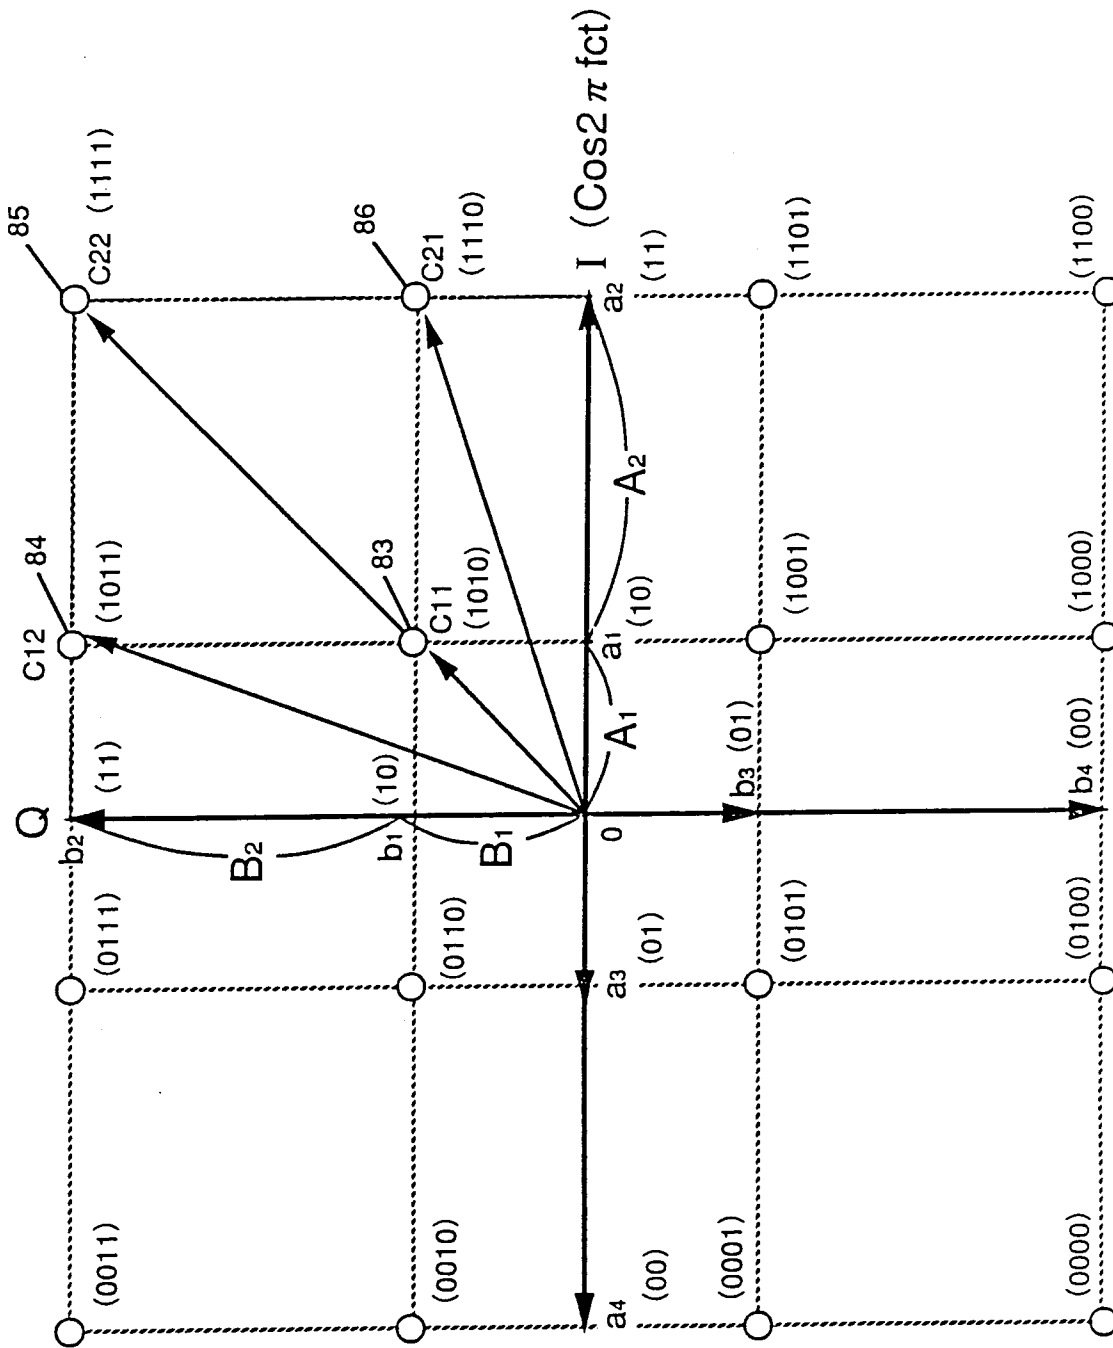 Q
C12
84
85
b2
(11)
(0011)
(0111)
(1011)
C22 (1111)
B2
b1
(10)
83
86
(0010)
(0110)
C11
(1010)
C21
(1110)
B1
0
I (Cos2πfct)
a4
(00)
a3
(01)
A1
a1
(10)
A2
a2
(11)
b3 (01)
(0001)
(0101)
(1001)
(1101)
b4 (00)
(0000)
(0100)
(1000)
(1100)